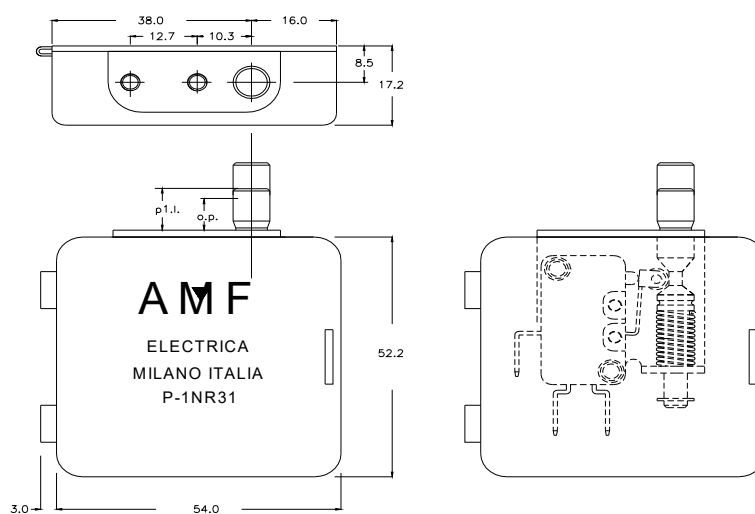 38.0 16.0
12.7 10.3
8.5
17.2
p1.l.
o.p.
AMF
ELECTRICA
MILANO ITALIA
P-1NR31
52.2
3.0
54.0